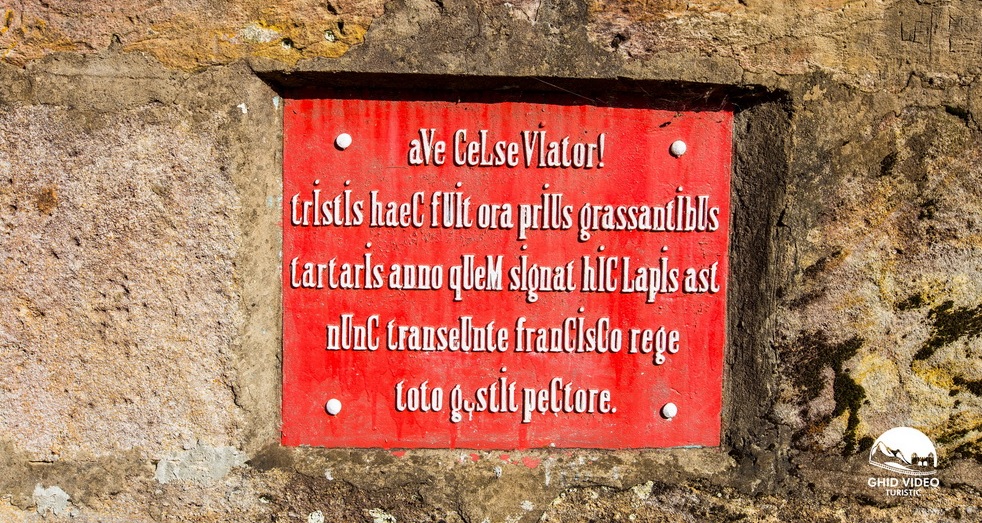 aVe CeLse VIator!
trIstIs haeC fUIt ora prIUs grassantIbUs
tartarIs anno qUeM sIgnat hIC LapIs ast
nUnC transeUnte franCIsCo rege
toto gestIt peCtore.
GHID VIDEO
TURISTIC